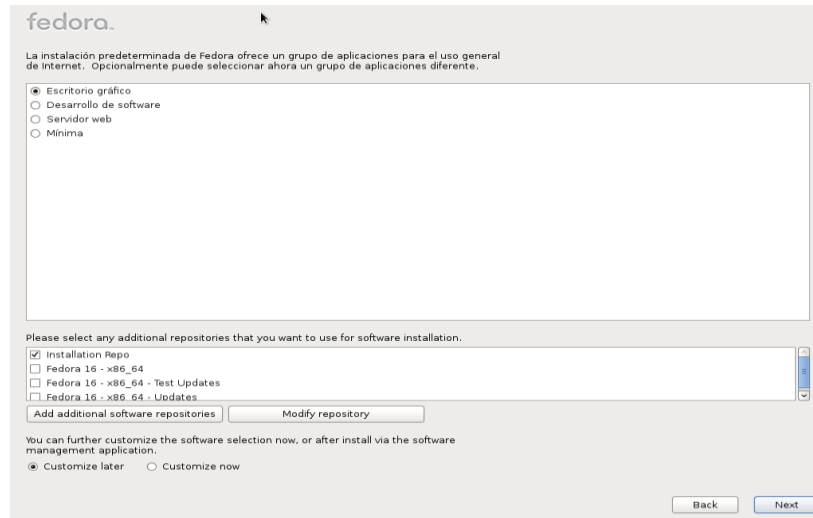 fedora
La instalación predeterminada de Fedora ofrece un grupo de aplicaciones para el uso general
de Internet. Opcionalmente puede seleccionar ahora un grupo de aplicaciones diferente.
Escritorio gráfico
Desarrollo de software
Servidor web
Mínima
Please select any additional repositories that you want to use for software installation.
Installation Repo
Fedora 16 - x86_64
Fedora 16 - x86_64 - Test Updates
Fedora 16 - x86_64 - Updates
Add additional software repositories
Modify repository
You can further customize the software selection now, or after install via the software
management application.
Customize later
Customize now
Back
Next